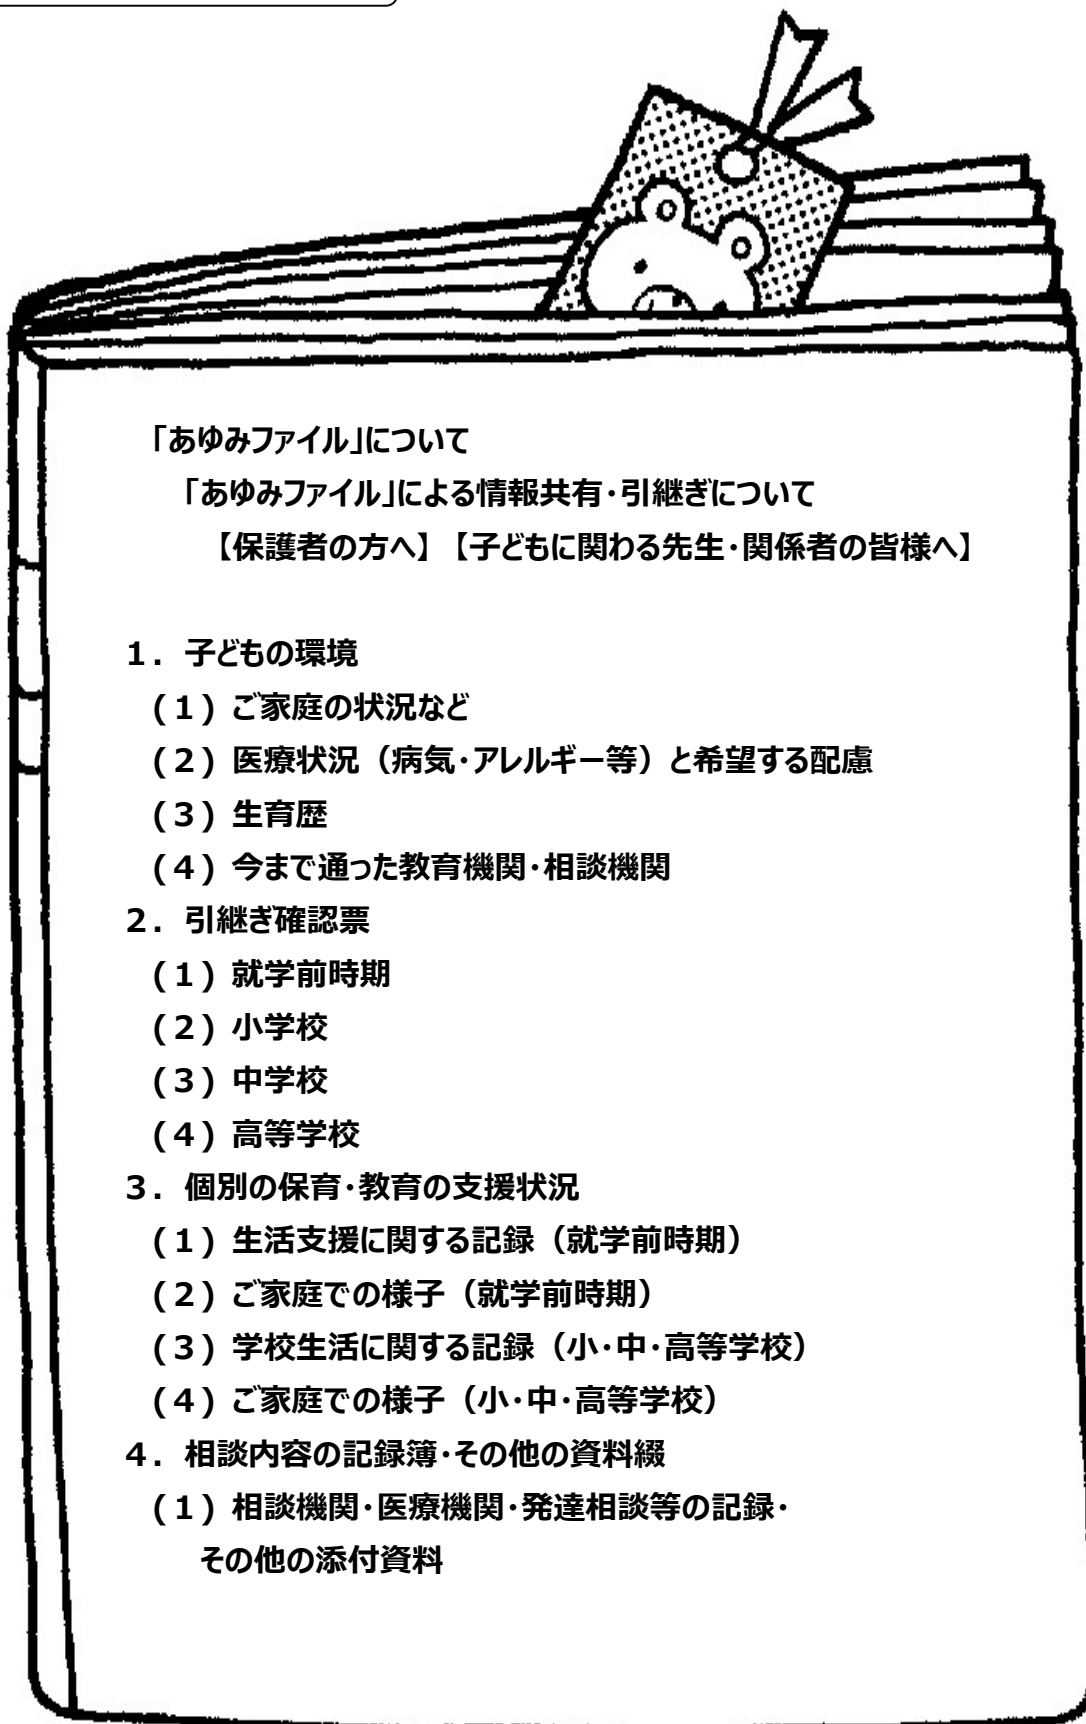 「あゆみファイル」について
「あゆみファイル」による情報共有・引継ぎについて
【保護者の方へ】【子どもに関わる先生・関係者の皆様へ】
１．子どもの環境
（１）ご家庭の状況など
（２）医療状況（病気・アレルギー等）と希望する配慮
（３）生育歴
（４）今まで通った教育機関・相談機関
２．引継ぎ確認票
（１）就学前時期
（２）小学校
（３）中学校
（４）高等学校
３．個別の保育・教育の支援状況
（１）生活支援に関する記録（就学前時期）
（２）ご家庭での様子（就学前時期）
（３）学校生活に関する記録（小・中・高等学校）
（４）ご家庭での様子（小・中・高等学校）
４．相談内容の記録簿・その他の資料綴
（１）相談機関・医療機関・発達相談等の記録・
その他の添付資料